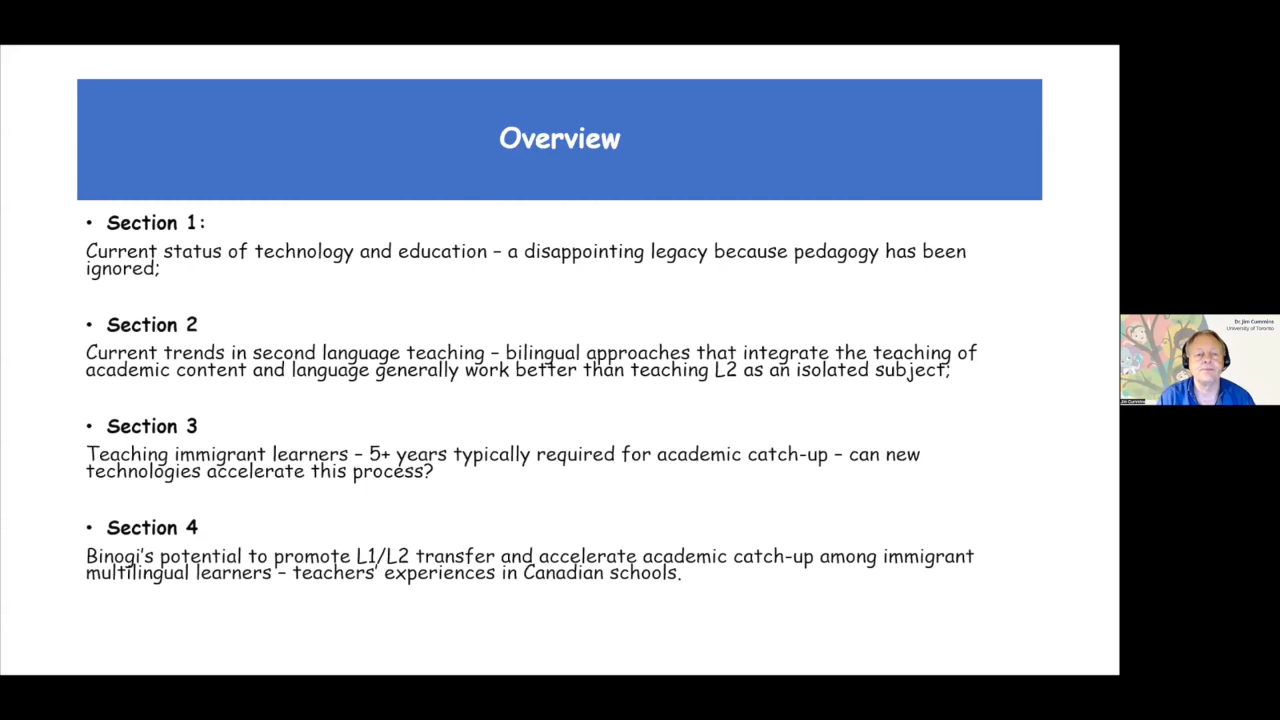 Overview
• Section 1:
Current status of technology and education – a disappointing legacy because pedagogy has been
ignored;
• Section 2
Current trends in second language teaching – bilingual approaches that integrate the teaching of
academic content and language generally work better than teaching L2 as an isolated subject;
• Section 3
Teaching immigrant learners – 5+ years typically required for academic catch-up – can new
technologies accelerate this process?
• Section 4
Binogi's potential to promote L1/L2 transfer and accelerate academic catch-up among immigrant
multilingual learners – teachers' experiences in Canadian schools.
Dr. Jim Cummins
University of Toronto
Jim Cummins